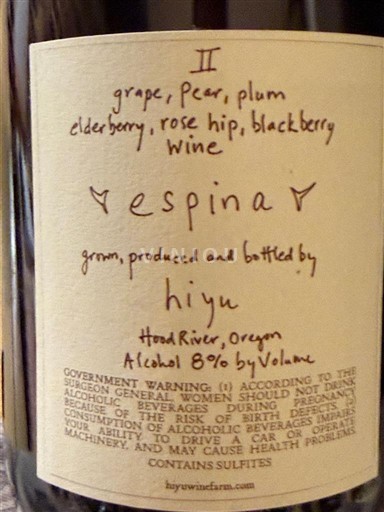 II
grape, Pear, plum
elderberry, rose hip, blackberry
wine
espina
grown, produced and bottled by
hiyu
Hood River, Oregon
Alcohol 8% by Volume
GOVERNMENT WARNING: (1) ACCORDING TO THE
SURGEON GENERAL, WOMEN SHOULD NOT DRINK
ALCOHOLIC BEVERAGES DURING PREGNANCY
BECAUSE OF THE RISK OF BIRTH DEFECTS. (2)
CONSUMPTION OF ALCOHOLIC BEVERAGES IMPAIRS
YOUR ABILITY TO DRIVE A CAR OR OPERATE
MACHINERY, AND MAY CAUSE HEALTH PROBLEMS.
CONTAINS SULFITES
hiyuwinefarm.com